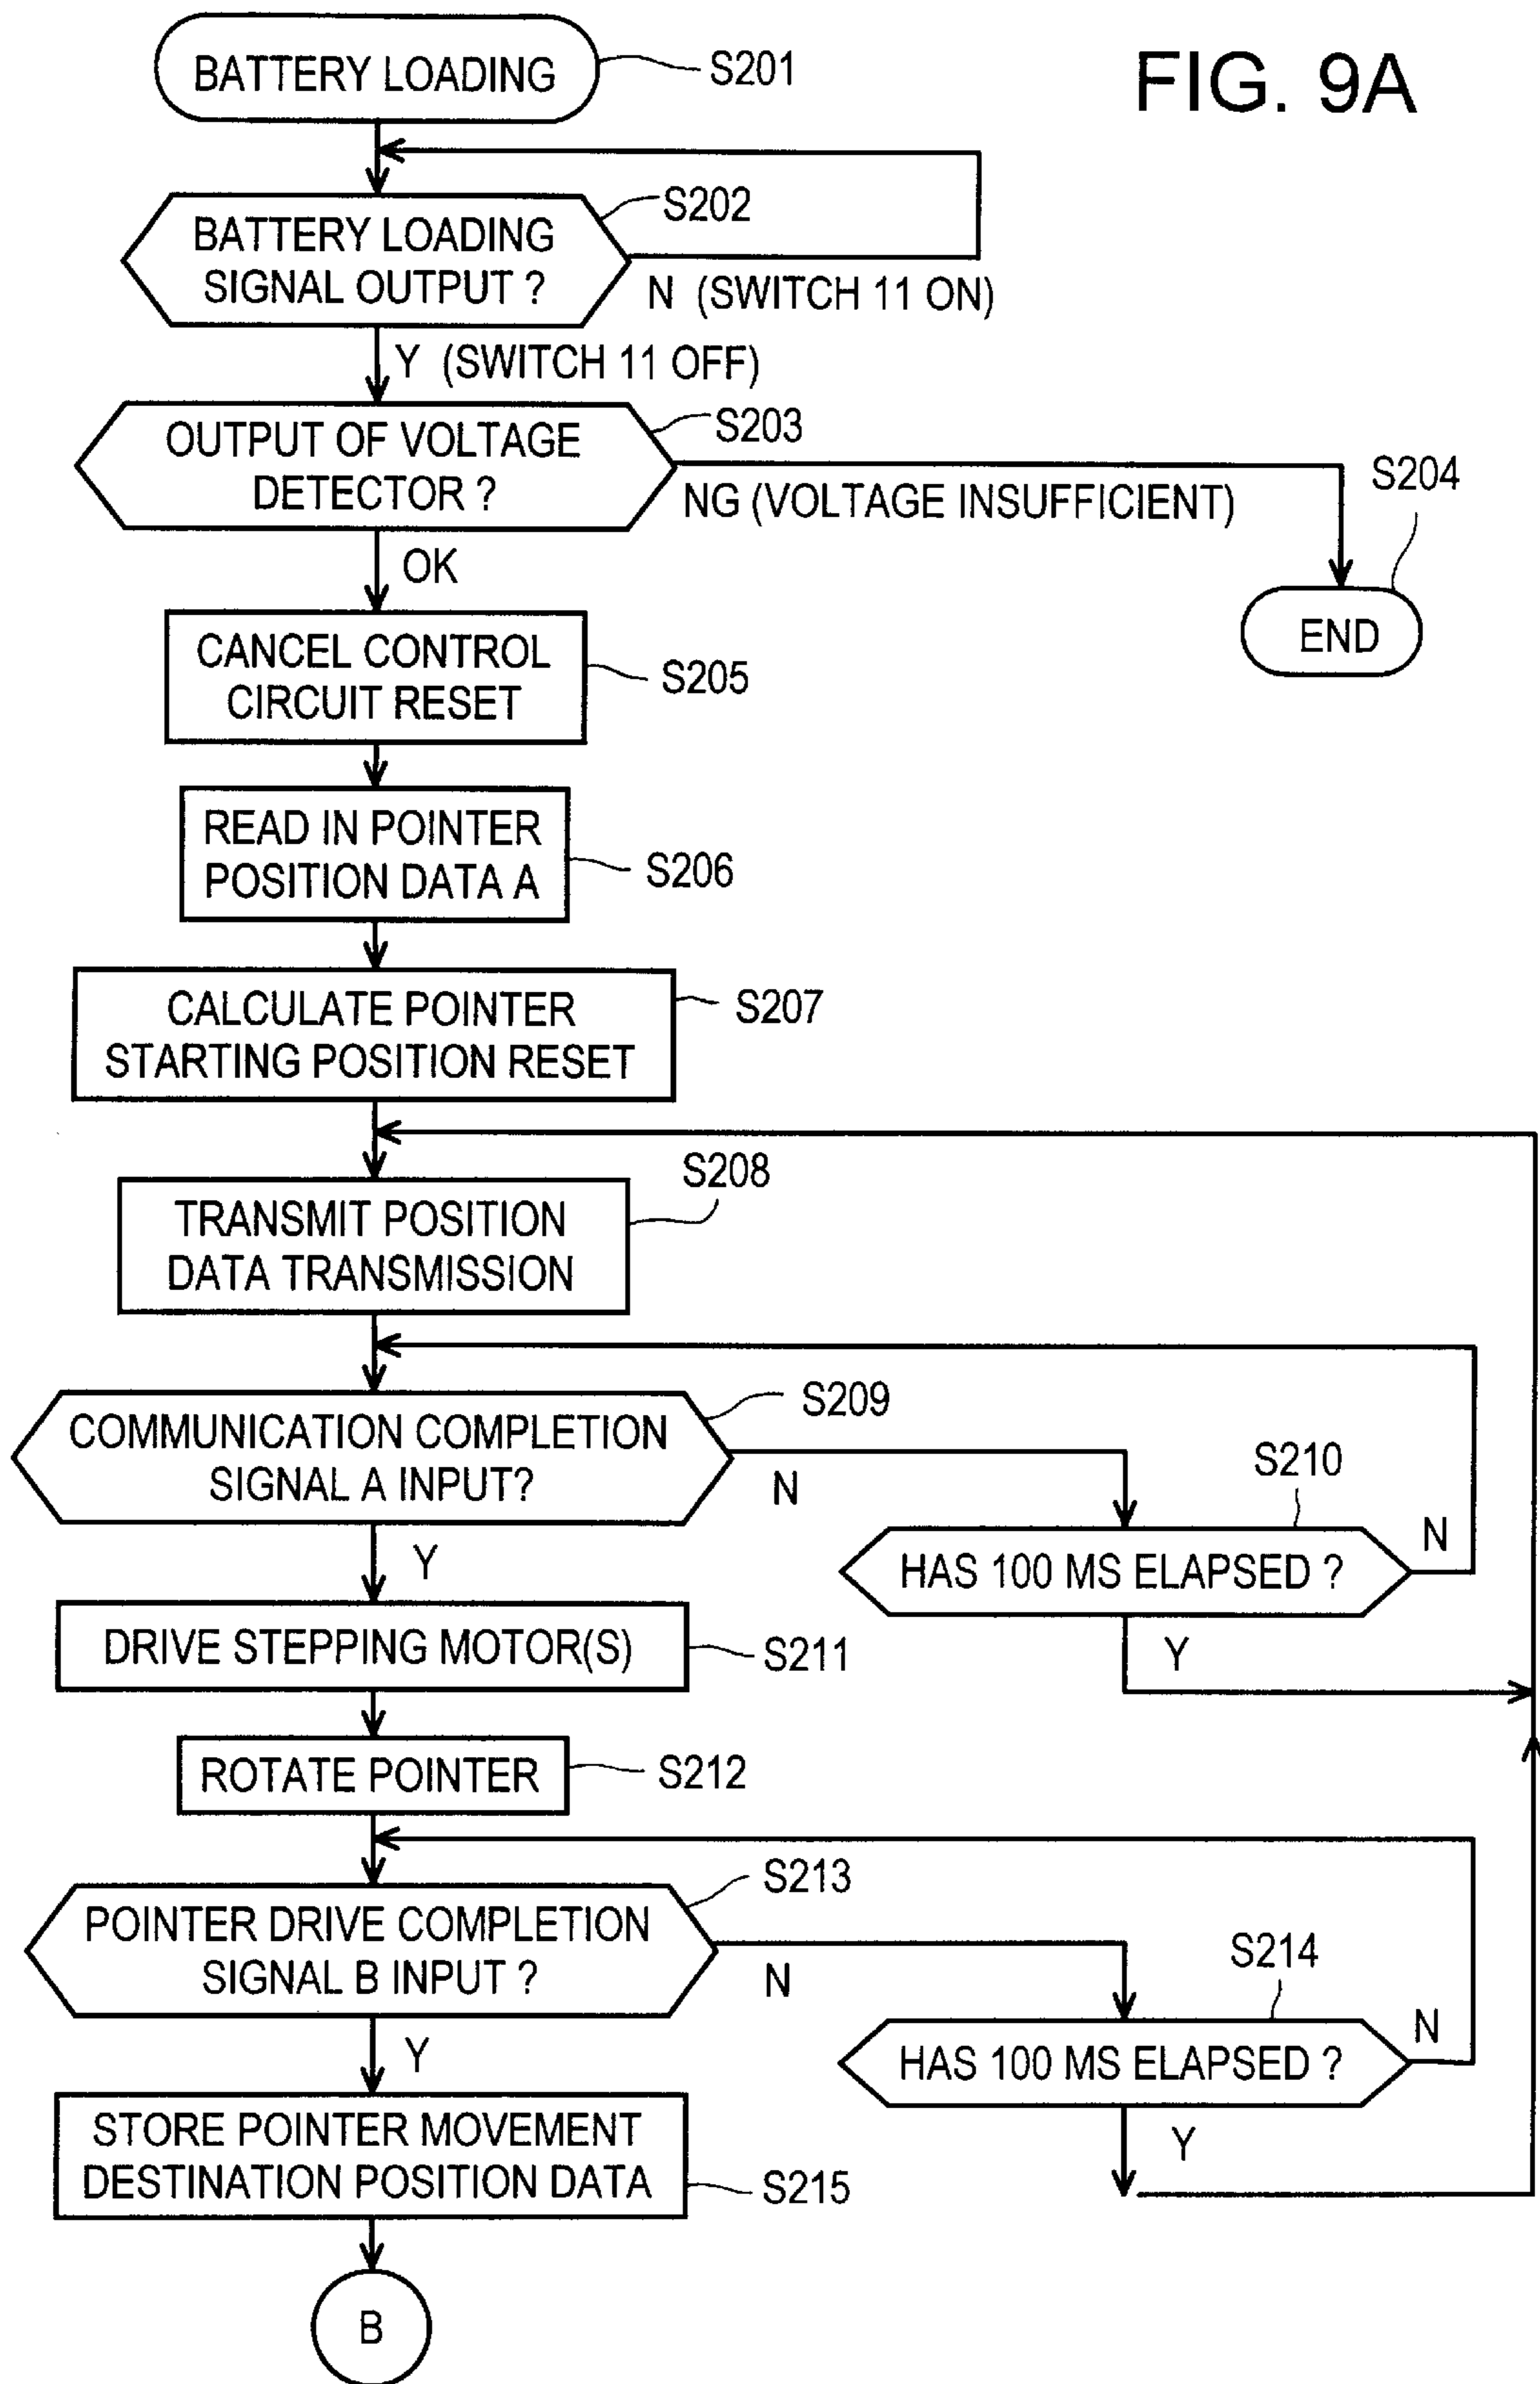 FIG. 9A
BATTERY LOADING
S201
BATTERY LOADING
SIGNAL OUTPUT ?
S202
N (SWITCH 11 ON)
Y (SWITCH 11 OFF)
OUTPUT OF VOLTAGE
DETECTOR ?
S203
NG (VOLTAGE INSUFFICIENT)
S204
END
OK
CANCEL CONTROL
CIRCUIT RESET
S205
READ IN POINTER
POSITION DATA A
S206
CALCULATE POINTER
STARTING POSITION RESET
S207
TRANSMIT POSITION
DATA TRANSMISSION
S208
COMMUNICATION COMPLETION
SIGNAL A INPUT?
S209
N
S210
HAS 100 MS ELAPSED ?
N
Y
Y
DRIVE STEPPING MOTOR(S)
S211
ROTATE POINTER
S212
POINTER DRIVE COMPLETION
SIGNAL B INPUT ?
S213
N
S214
HAS 100 MS ELAPSED ?
N
Y
Y
STORE POINTER MOVEMENT
DESTINATION POSITION DATA
S215
B